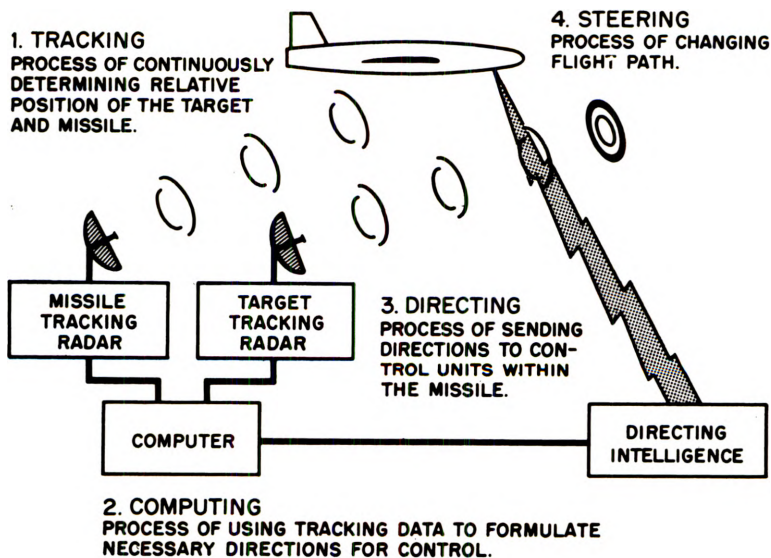 1. TRACKING
PROCESS OF CONTINUOUSLY
DETERMINING RELATIVE
POSITION OF THE TARGET
AND MISSILE.
4. STEERING
PROCESS OF CHANGING
FLIGHT PATH.
MISSILE
TRACKING
RADAR
TARGET
TRACKING
RADAR
3. DIRECTING
PROCESS OF SENDING
DIRECTIONS TO CON-
TROL UNITS WITHIN
THE MISSILE.
COMPUTER
DIRECTING
INTELLIGENCE
2. COMPUTING
PROCESS OF USING TRACKING DATA TO FORMULATE
NECESSARY DIRECTIONS FOR CONTROL.